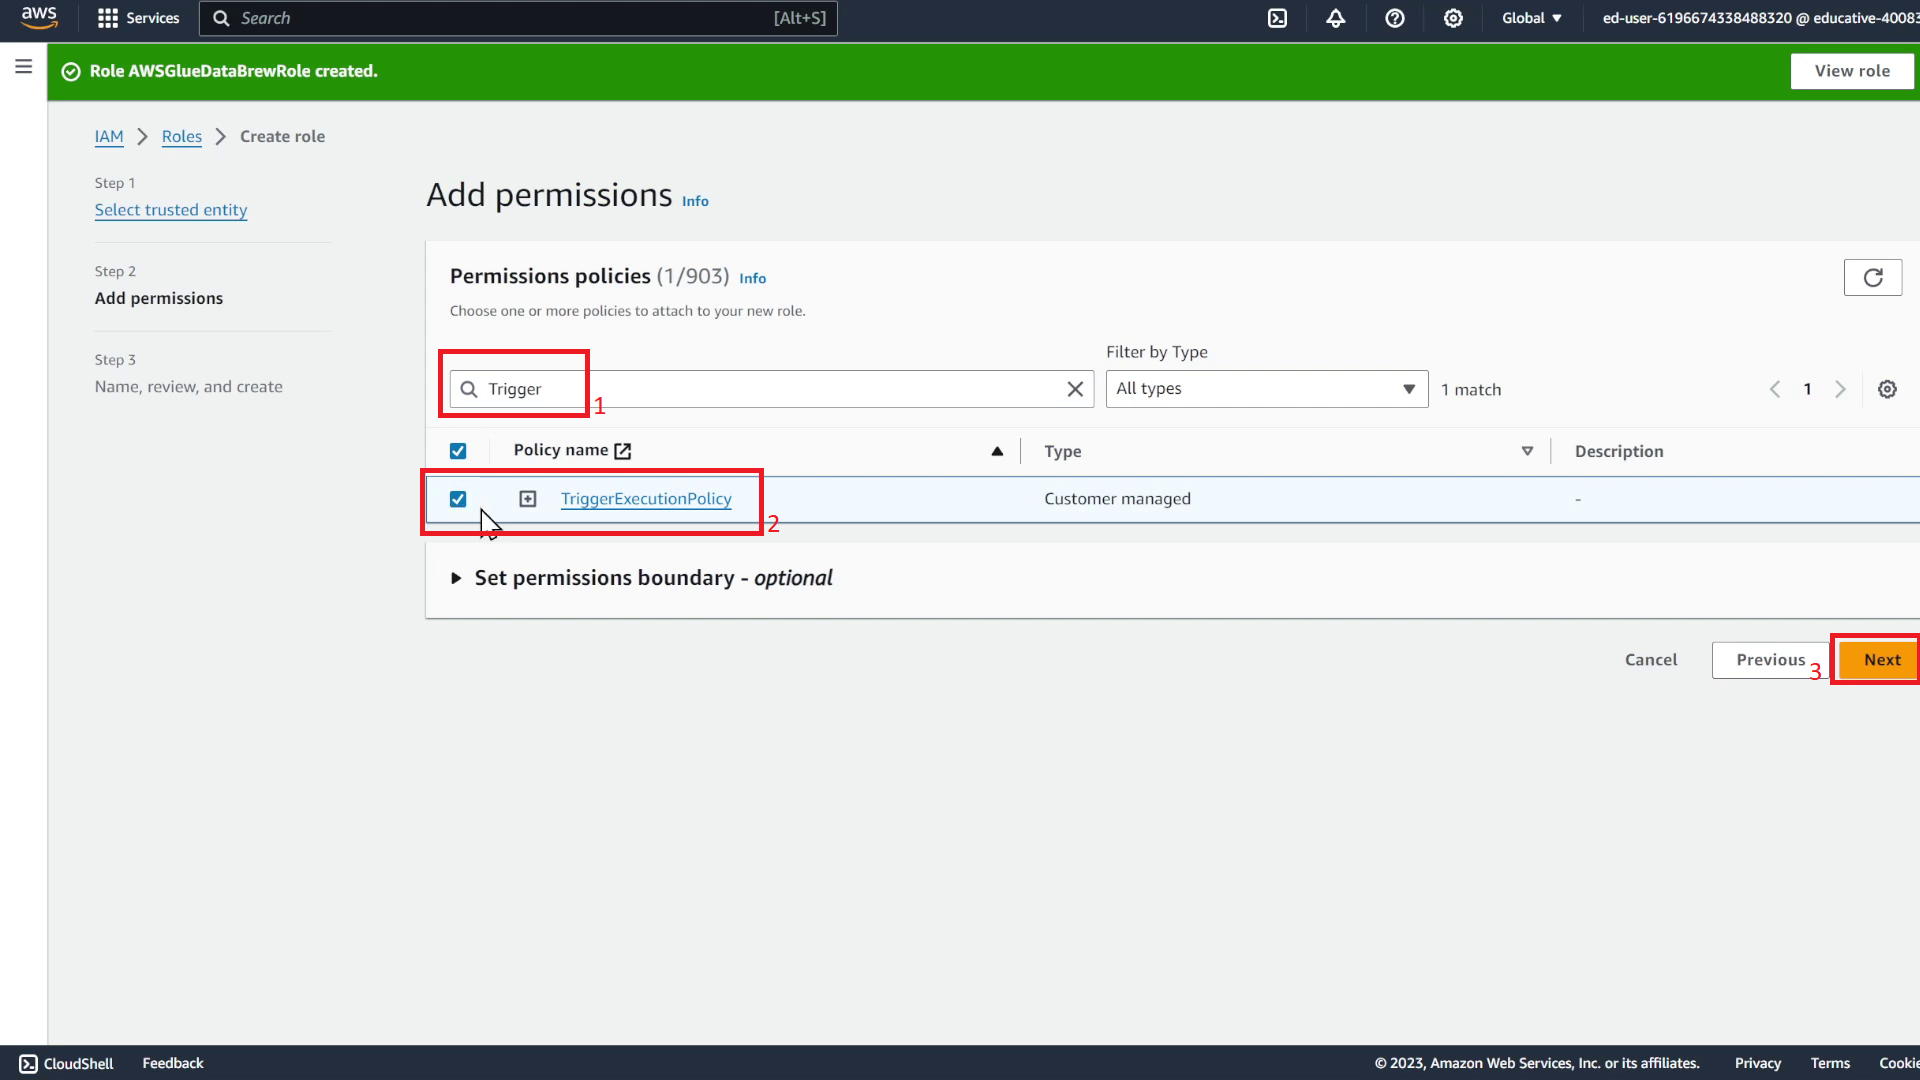 aws Services Search [Alt+S] Global ▼ ed-user-6196674338488320 @ educative-40083
Role AWSGlueDataBrewRole created. View role
IAM > Roles > Create role
Step 1
Select trusted entity
Step 2
Add permissions
Step 3
Name, review, and create
Add permissions Info
Permissions policies (1/903) Info
Choose one or more policies to attach to your new role.
Filter by Type
Trigger 1 All types 1 match 1
Policy name Type Description
TriggerExecutionPolicy Customer managed -
2
Set permissions boundary - optional
Cancel Previous 3 Next
CloudShell Feedback © 2023, Amazon Web Services, Inc. or its affiliates. Privacy Terms Cookie